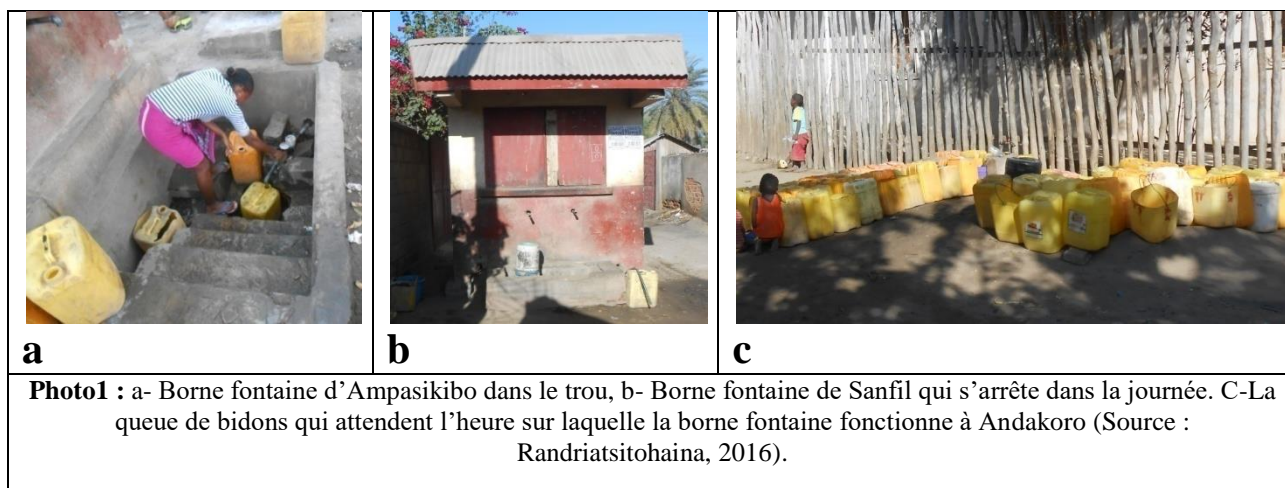 a
b
c
Photo1 : a- Borne fontaine d’Ampasikibo dans le trou, b- Borne fontaine de Sanfil qui s’arrête dans la journée. C-La
queue de bidons qui attendent l’heure sur laquelle la borne fontaine fonctionne à Andakoro (Source :
Randriatsitohaina, 2016).